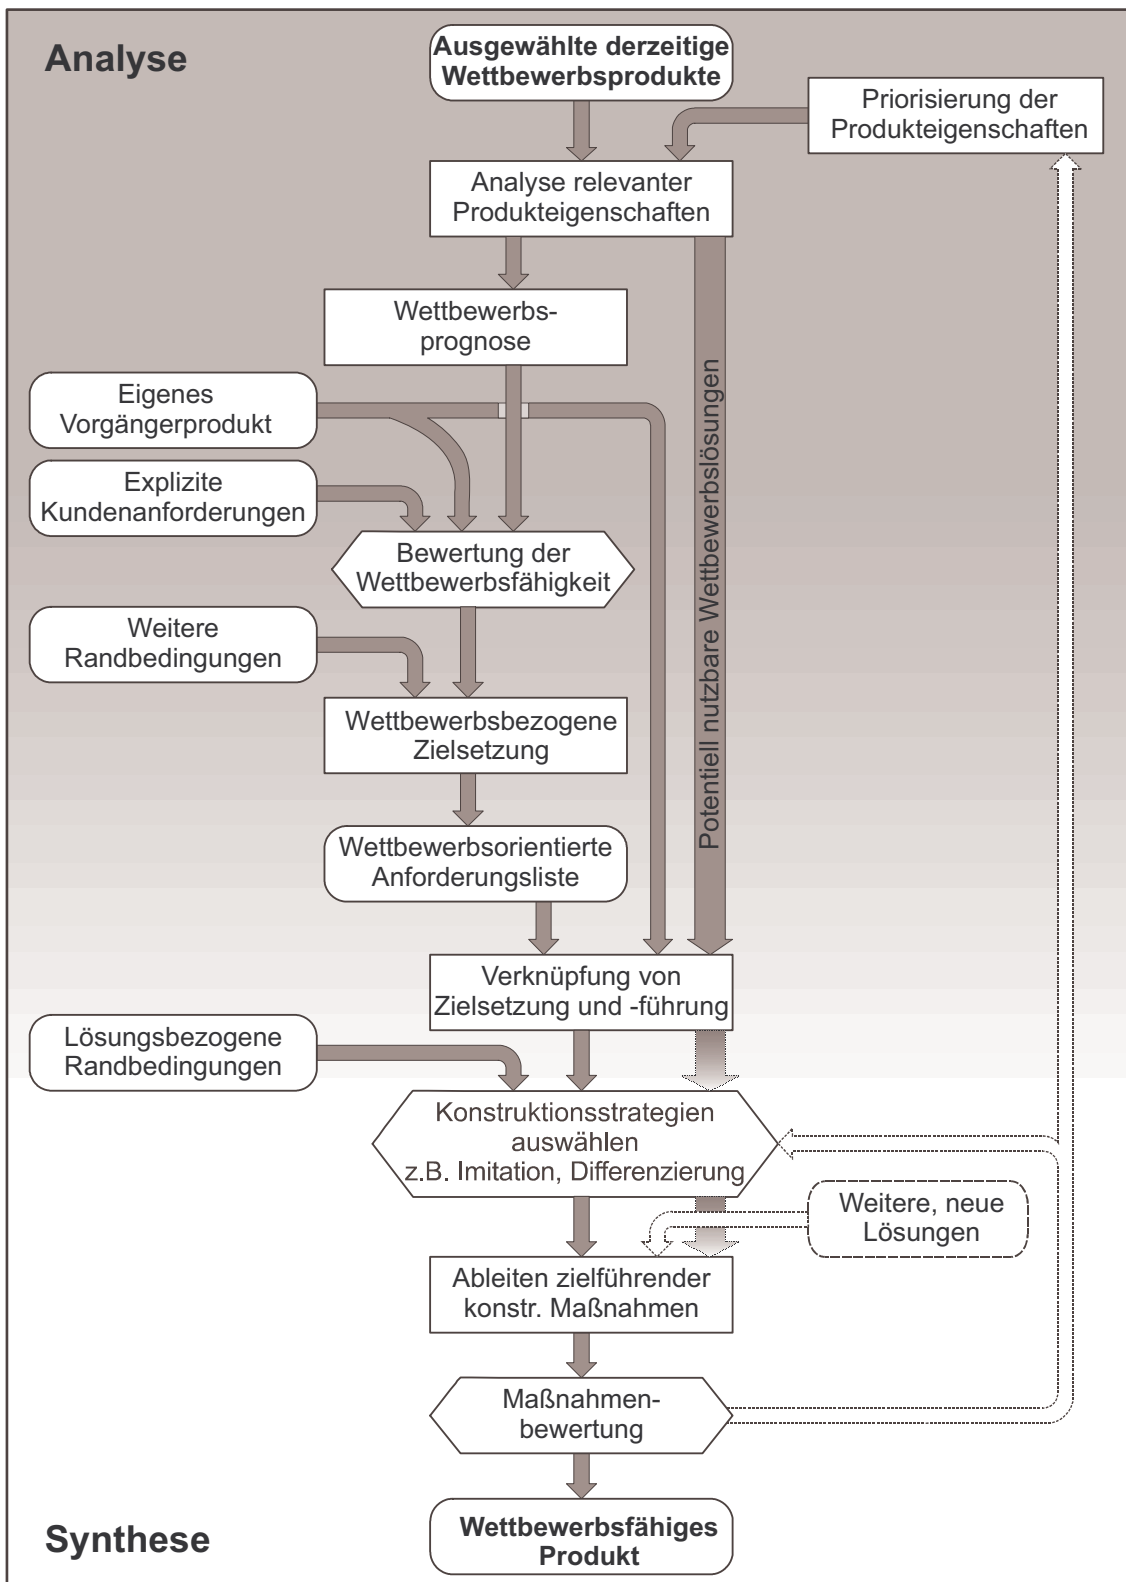 Analyse
Ausgewählte derzeitige
Wettbewerbsprodukte
Priorisierung der
Produkteigenschaften
Analyse relevanter
Produkteigenschaften
Wettbewerbs-
prognose
Eigenes
Vorgängerprodukt
Explizite
Kundenanforderungen
Bewertung der
Wettbewerbsfähigkeit
Potentiell nutzbare Wettbewerbslösungen
Weitere
Randbedingungen
Wettbewerbsbezogene
Zielsetzung
Wettbewerbsorientierte
Anforderungsliste
Verknüpfung von
Zielsetzung und -führung
Lösungsbezogene
Randbedingungen
Konstruktionsstrategien
auswählen
z.B. Imitation, Differenzierung
Weitere, neue
Lösungen
Ableiten zielführender
konstr. Maßnahmen
Maßnahmen-
bewertung
Wettbewerbsfähiges
Produkt
Synthese